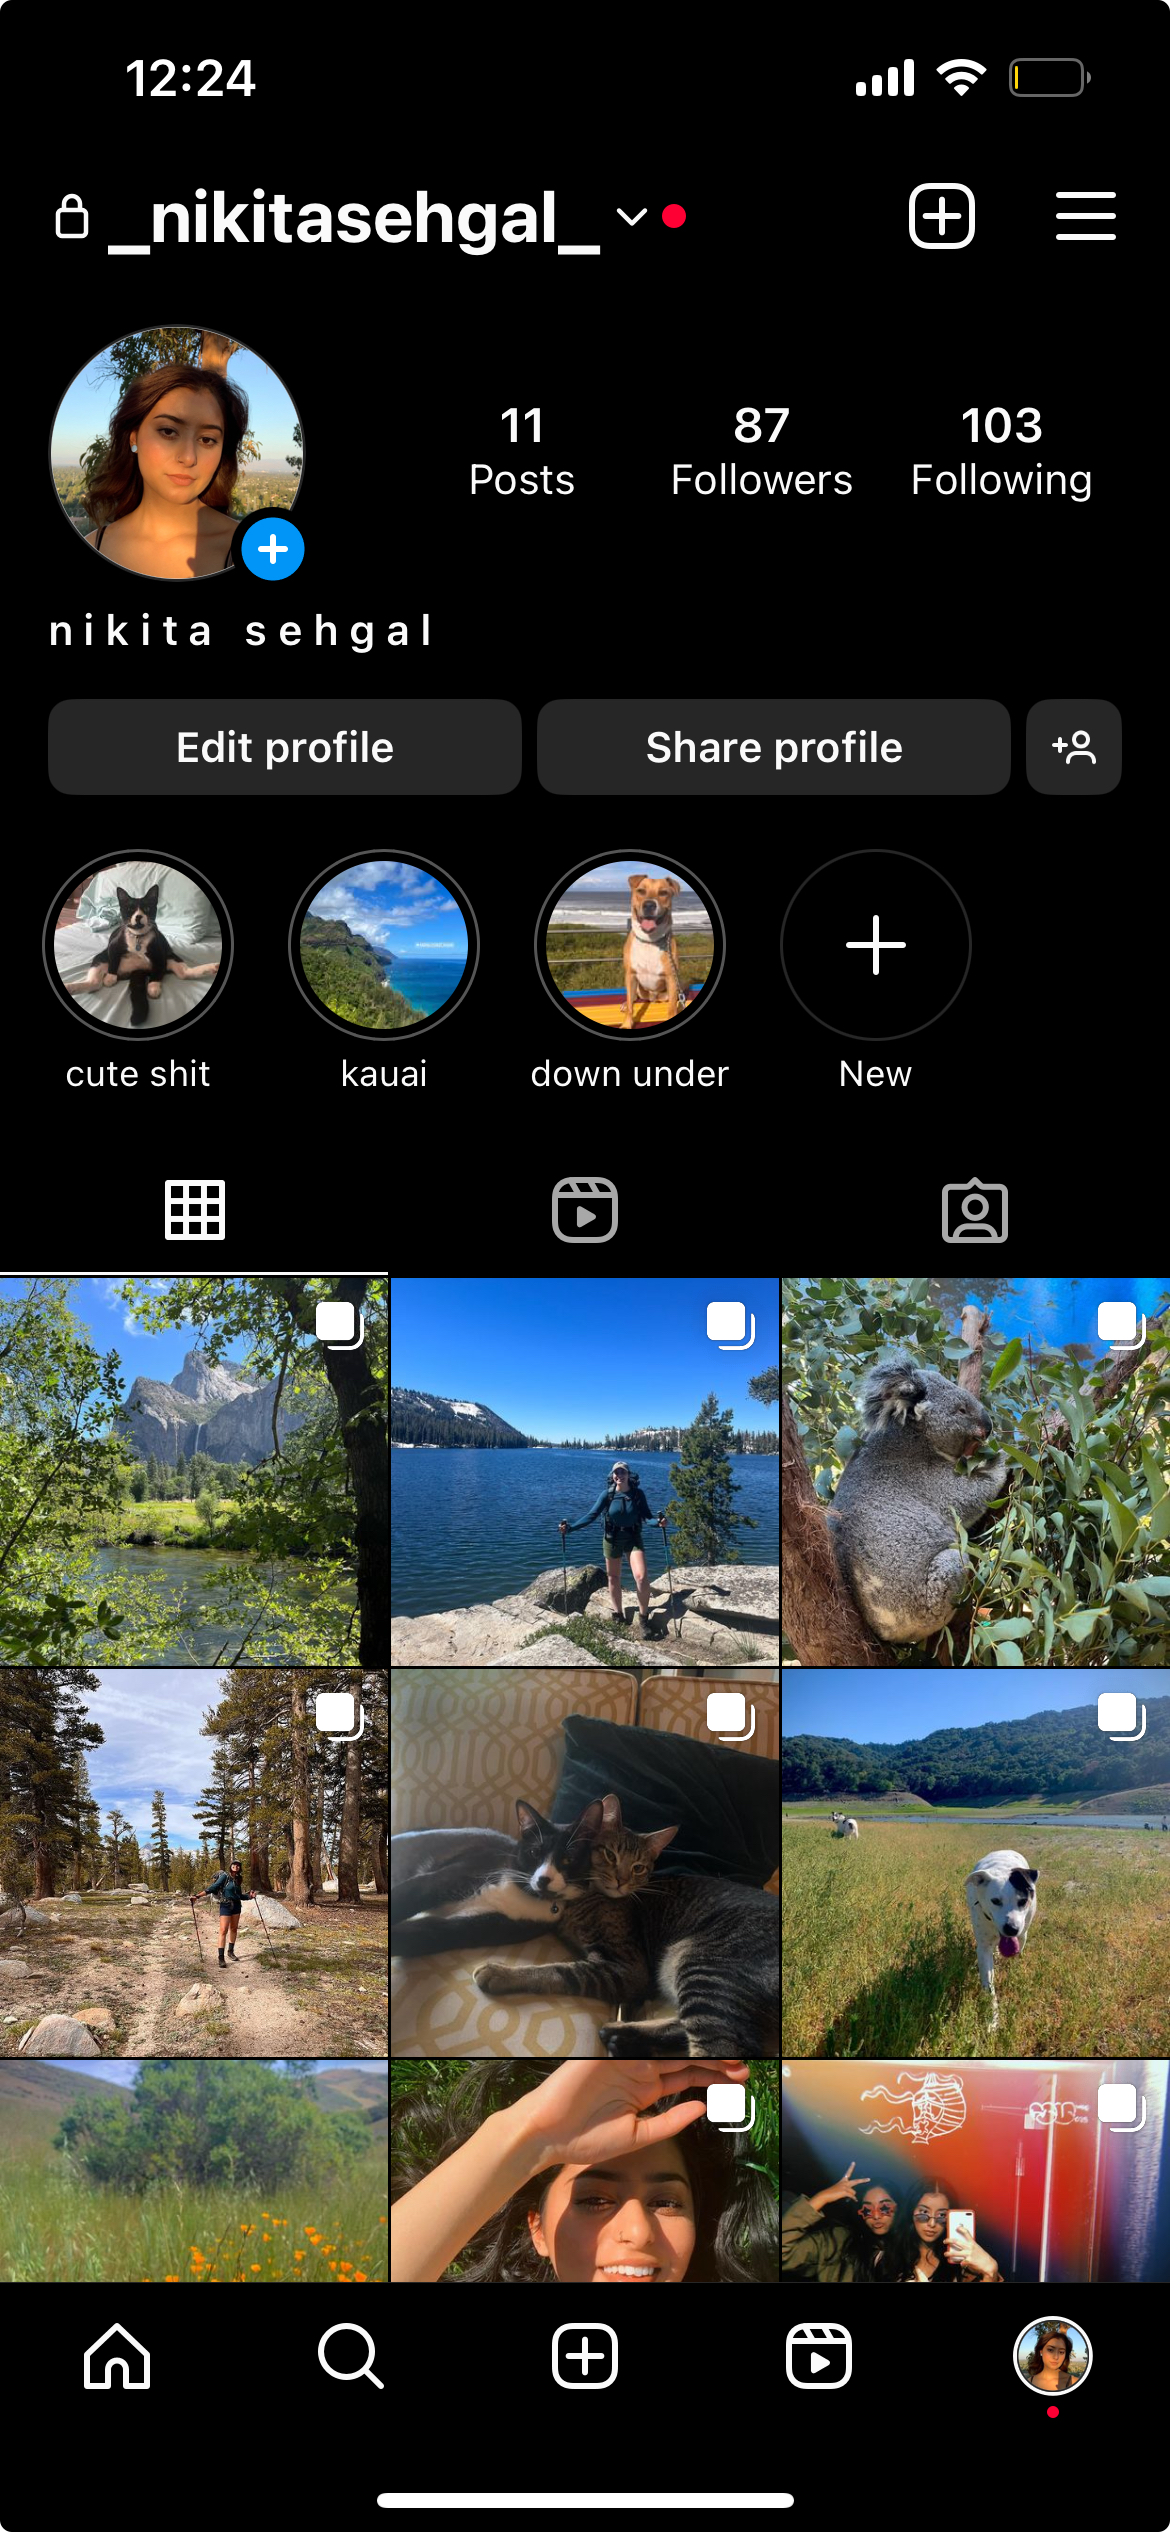 12:24
_nikitasehgal_
11 87 103
Posts Followers Following
nikita sehgal
Edit profile Share profile
cute shit kauai down under New